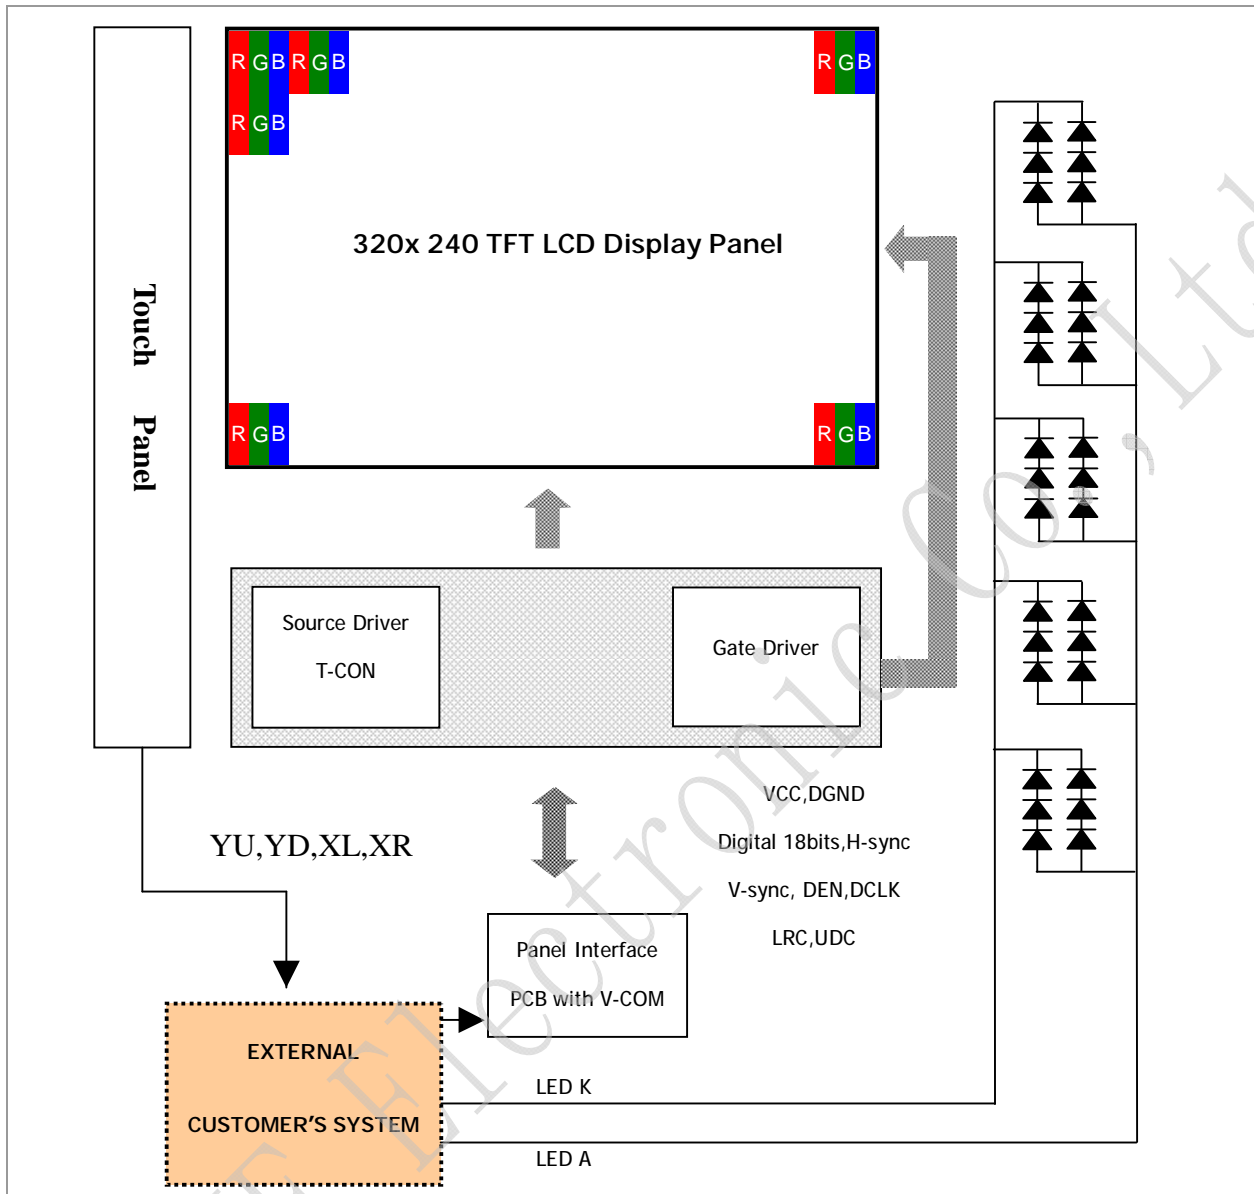 R G B R G B
R G B
R G B
320x 240 TFT LCD Display Panel
Touch Panel
R G B
R G B
Source Driver
T-CON
Gate Driver
VCC,DGND
Digital 18bits,H-sync
V-sync, DEN,DCLK
LRC,UDC
YU,YD,XL,XR
Panel Interface
PCB with V-COM
EXTERNAL
CUSTOMER'S SYSTEM
LED K
LED A
Electronic Co.,Ltd